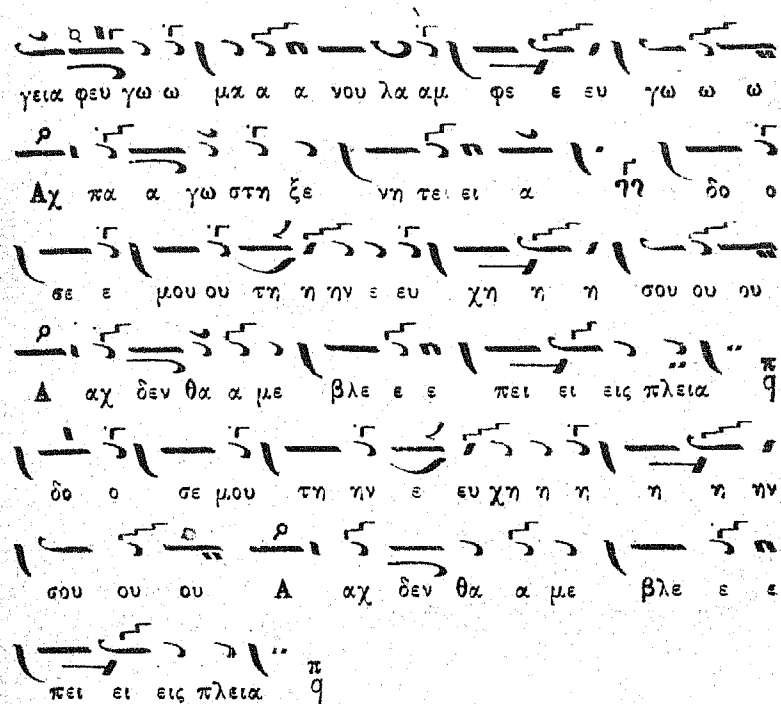 γεια φευ γω ω μα α α νου λα αμ φε ε ευ γω ω ω
Αχ πα α γω στη ξε νη τε ει α δο ο
σε ε μου ου τη η ην ε ευ χη η η σου ου ου
Α αχ δεν θα α με βλε ε ε πει ει εις πλεια π q
δο ο σε μου τη ην ε ευ χη η η η η ην
σου ου ου Α αχ δεν θα α με βλε ε ε
πει ει εις πλεια π q